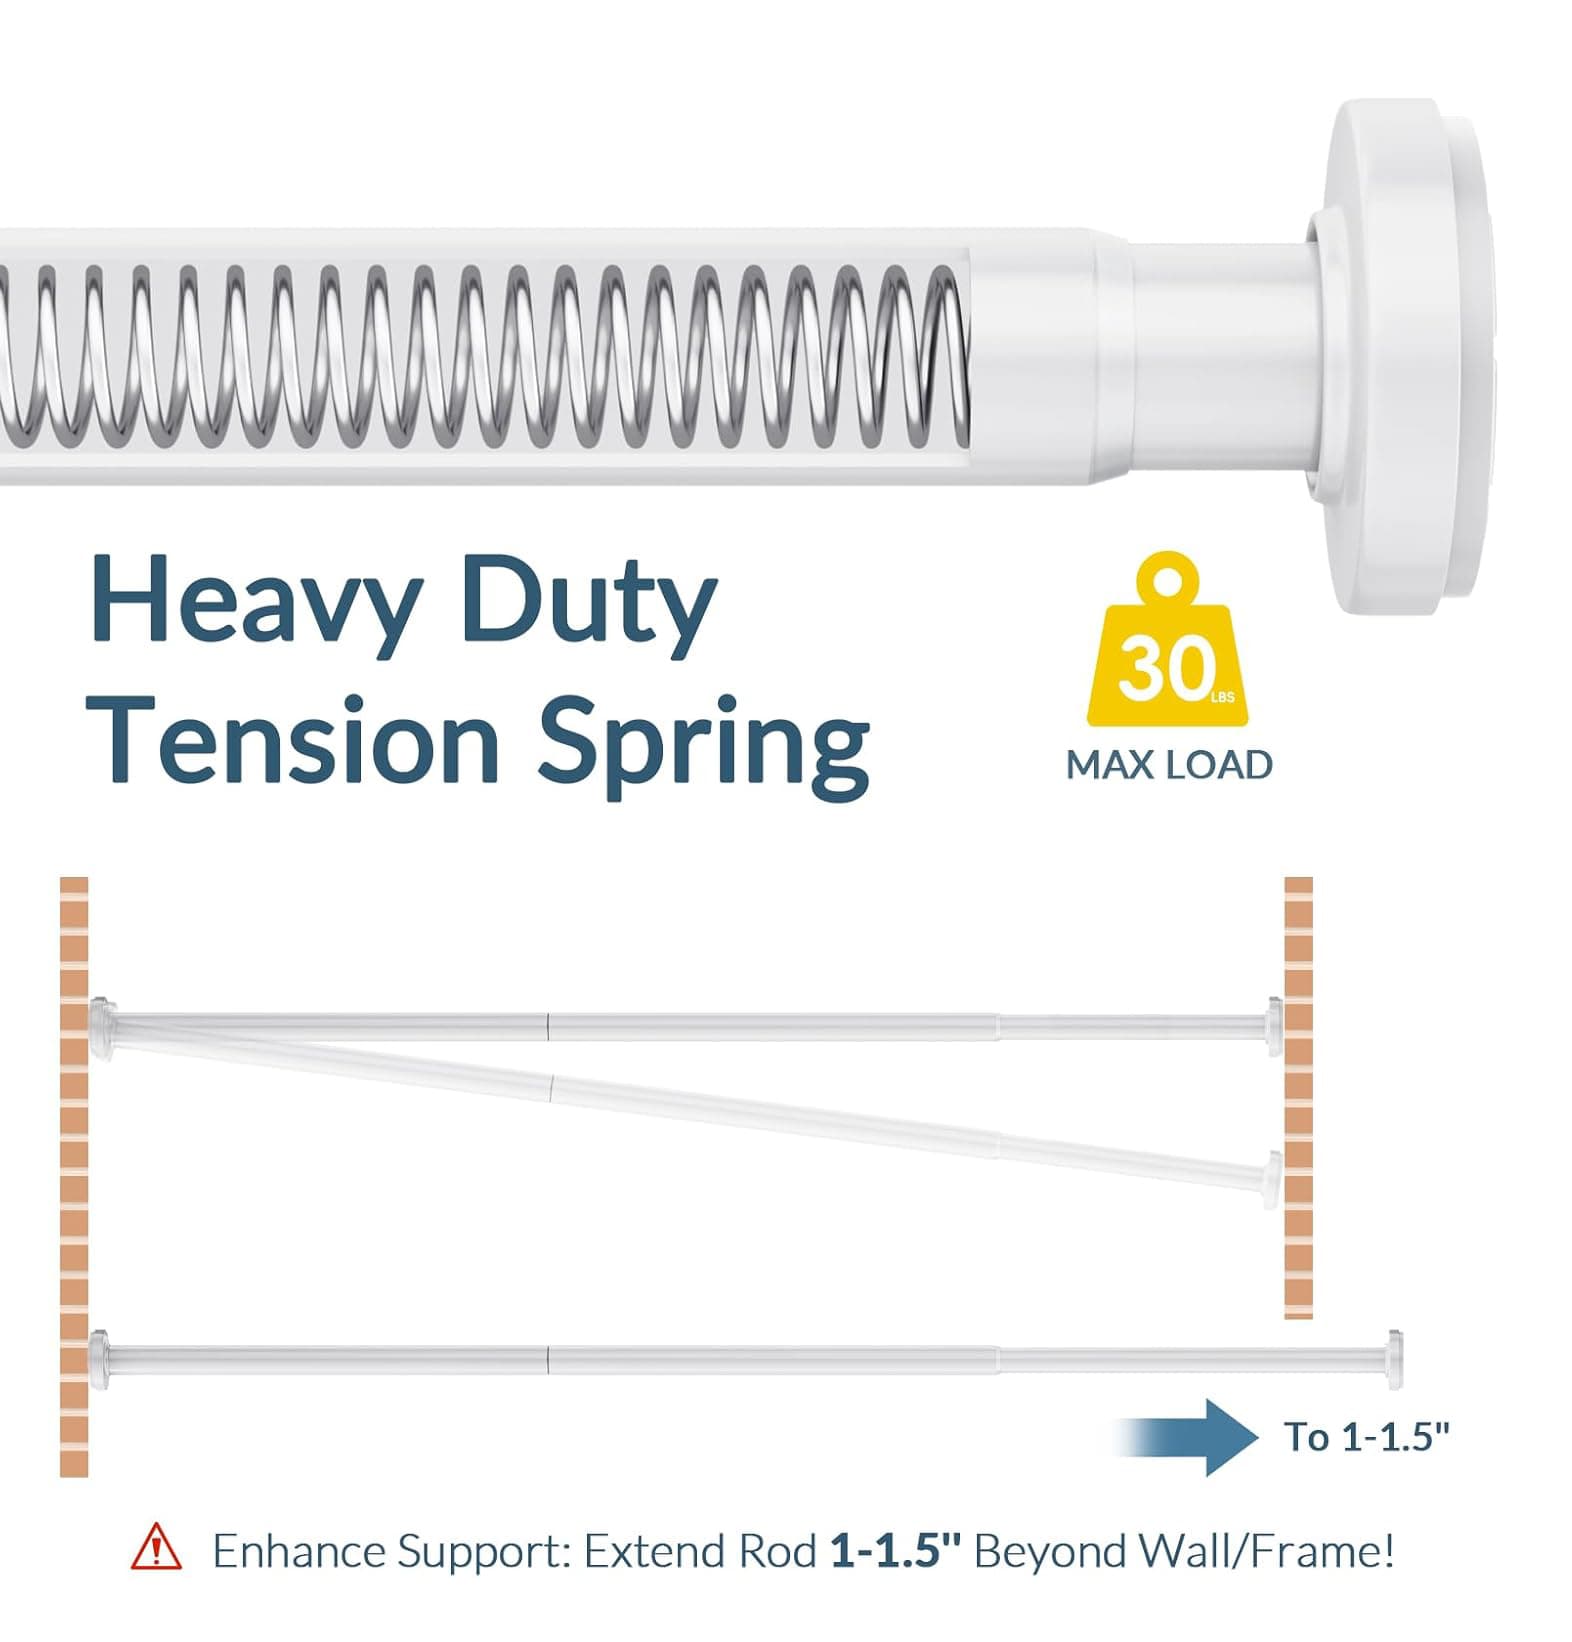 Heavy Duty
Tension Spring
30 LBS
MAX LOAD
To 1-1.5"
Enhance Support: Extend Rod 1-1.5" Beyond Wall/Frame!